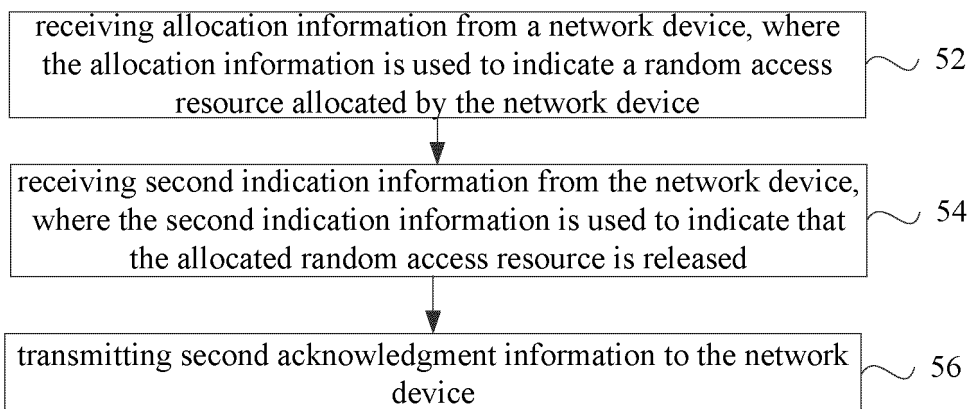 receiving allocation information from a network device, where
the allocation information is used to indicate a random access
resource allocated by the network device
52
receiving second indication information from the network device,
where the second indication information is used to indicate that
the allocated random access resource is released
54
transmitting second acknowledgment information to the network
device
56